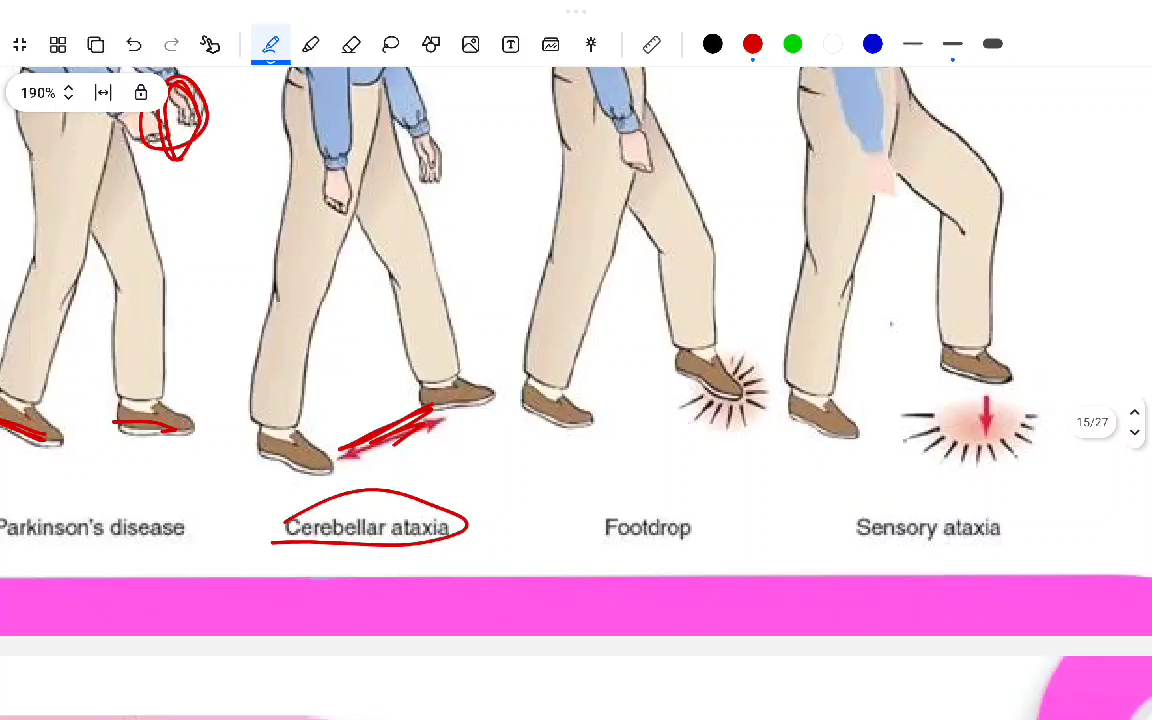 190%
15/27
Parkinson's disease
Cerebellar ataxia
Footdrop
Sensory ataxia